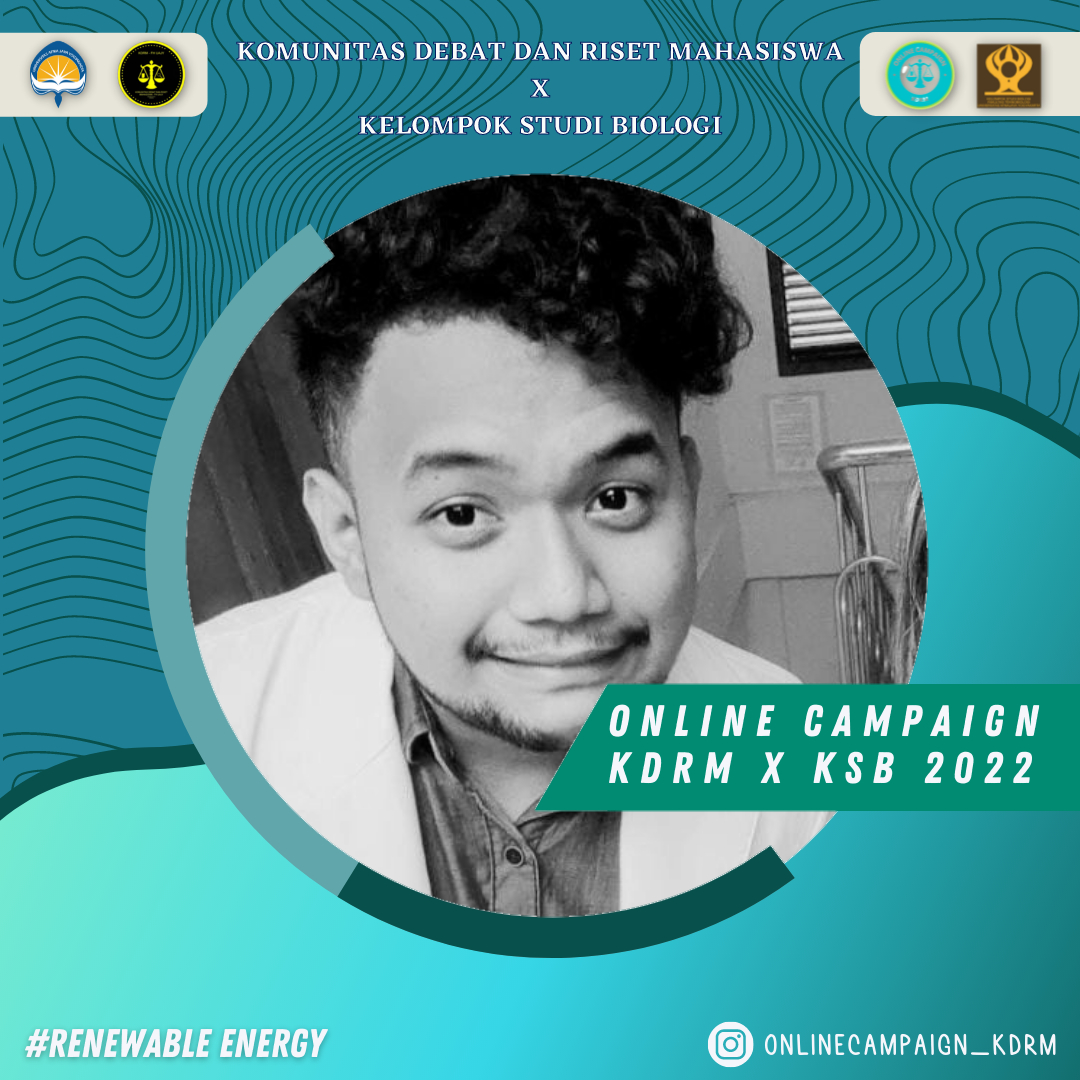 KOMUNITAS DEBAT DAN RISET MAHASISWA
X
KELOMPOK STUDI BIOLOGI
ONLINE CAMPAIGN
KDRM X KSB 2022
#RENEWABLE ENERGY
ONLINECAMPAIGN_KDRM